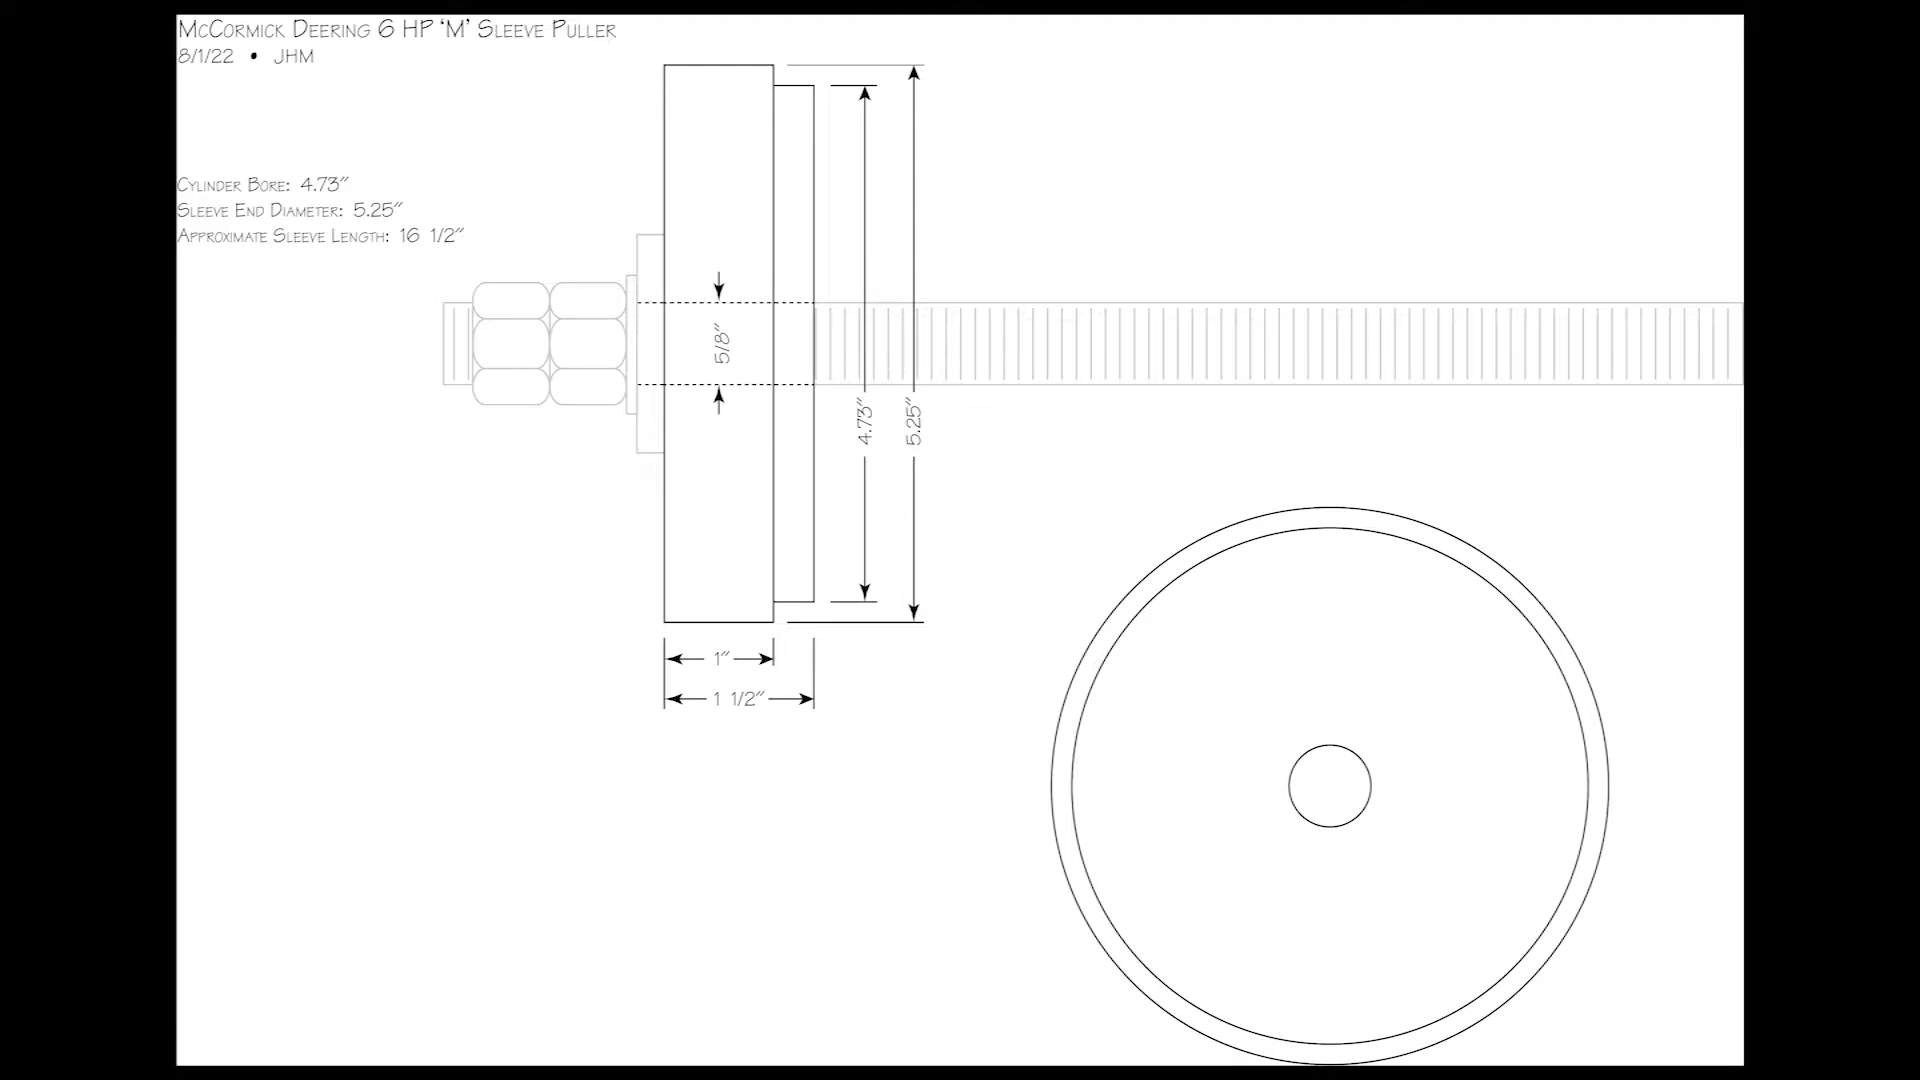 McCormick Deering 6 HP ‘M’ Sleeve Puller
8/1/22 • JHM
Cylinder Bore: 4.73″
Sleeve End Diameter: 5.25″
Approximate Sleeve Length: 16 1/2″
5/8″
4.73″
5.25″
1″
1 1/2″